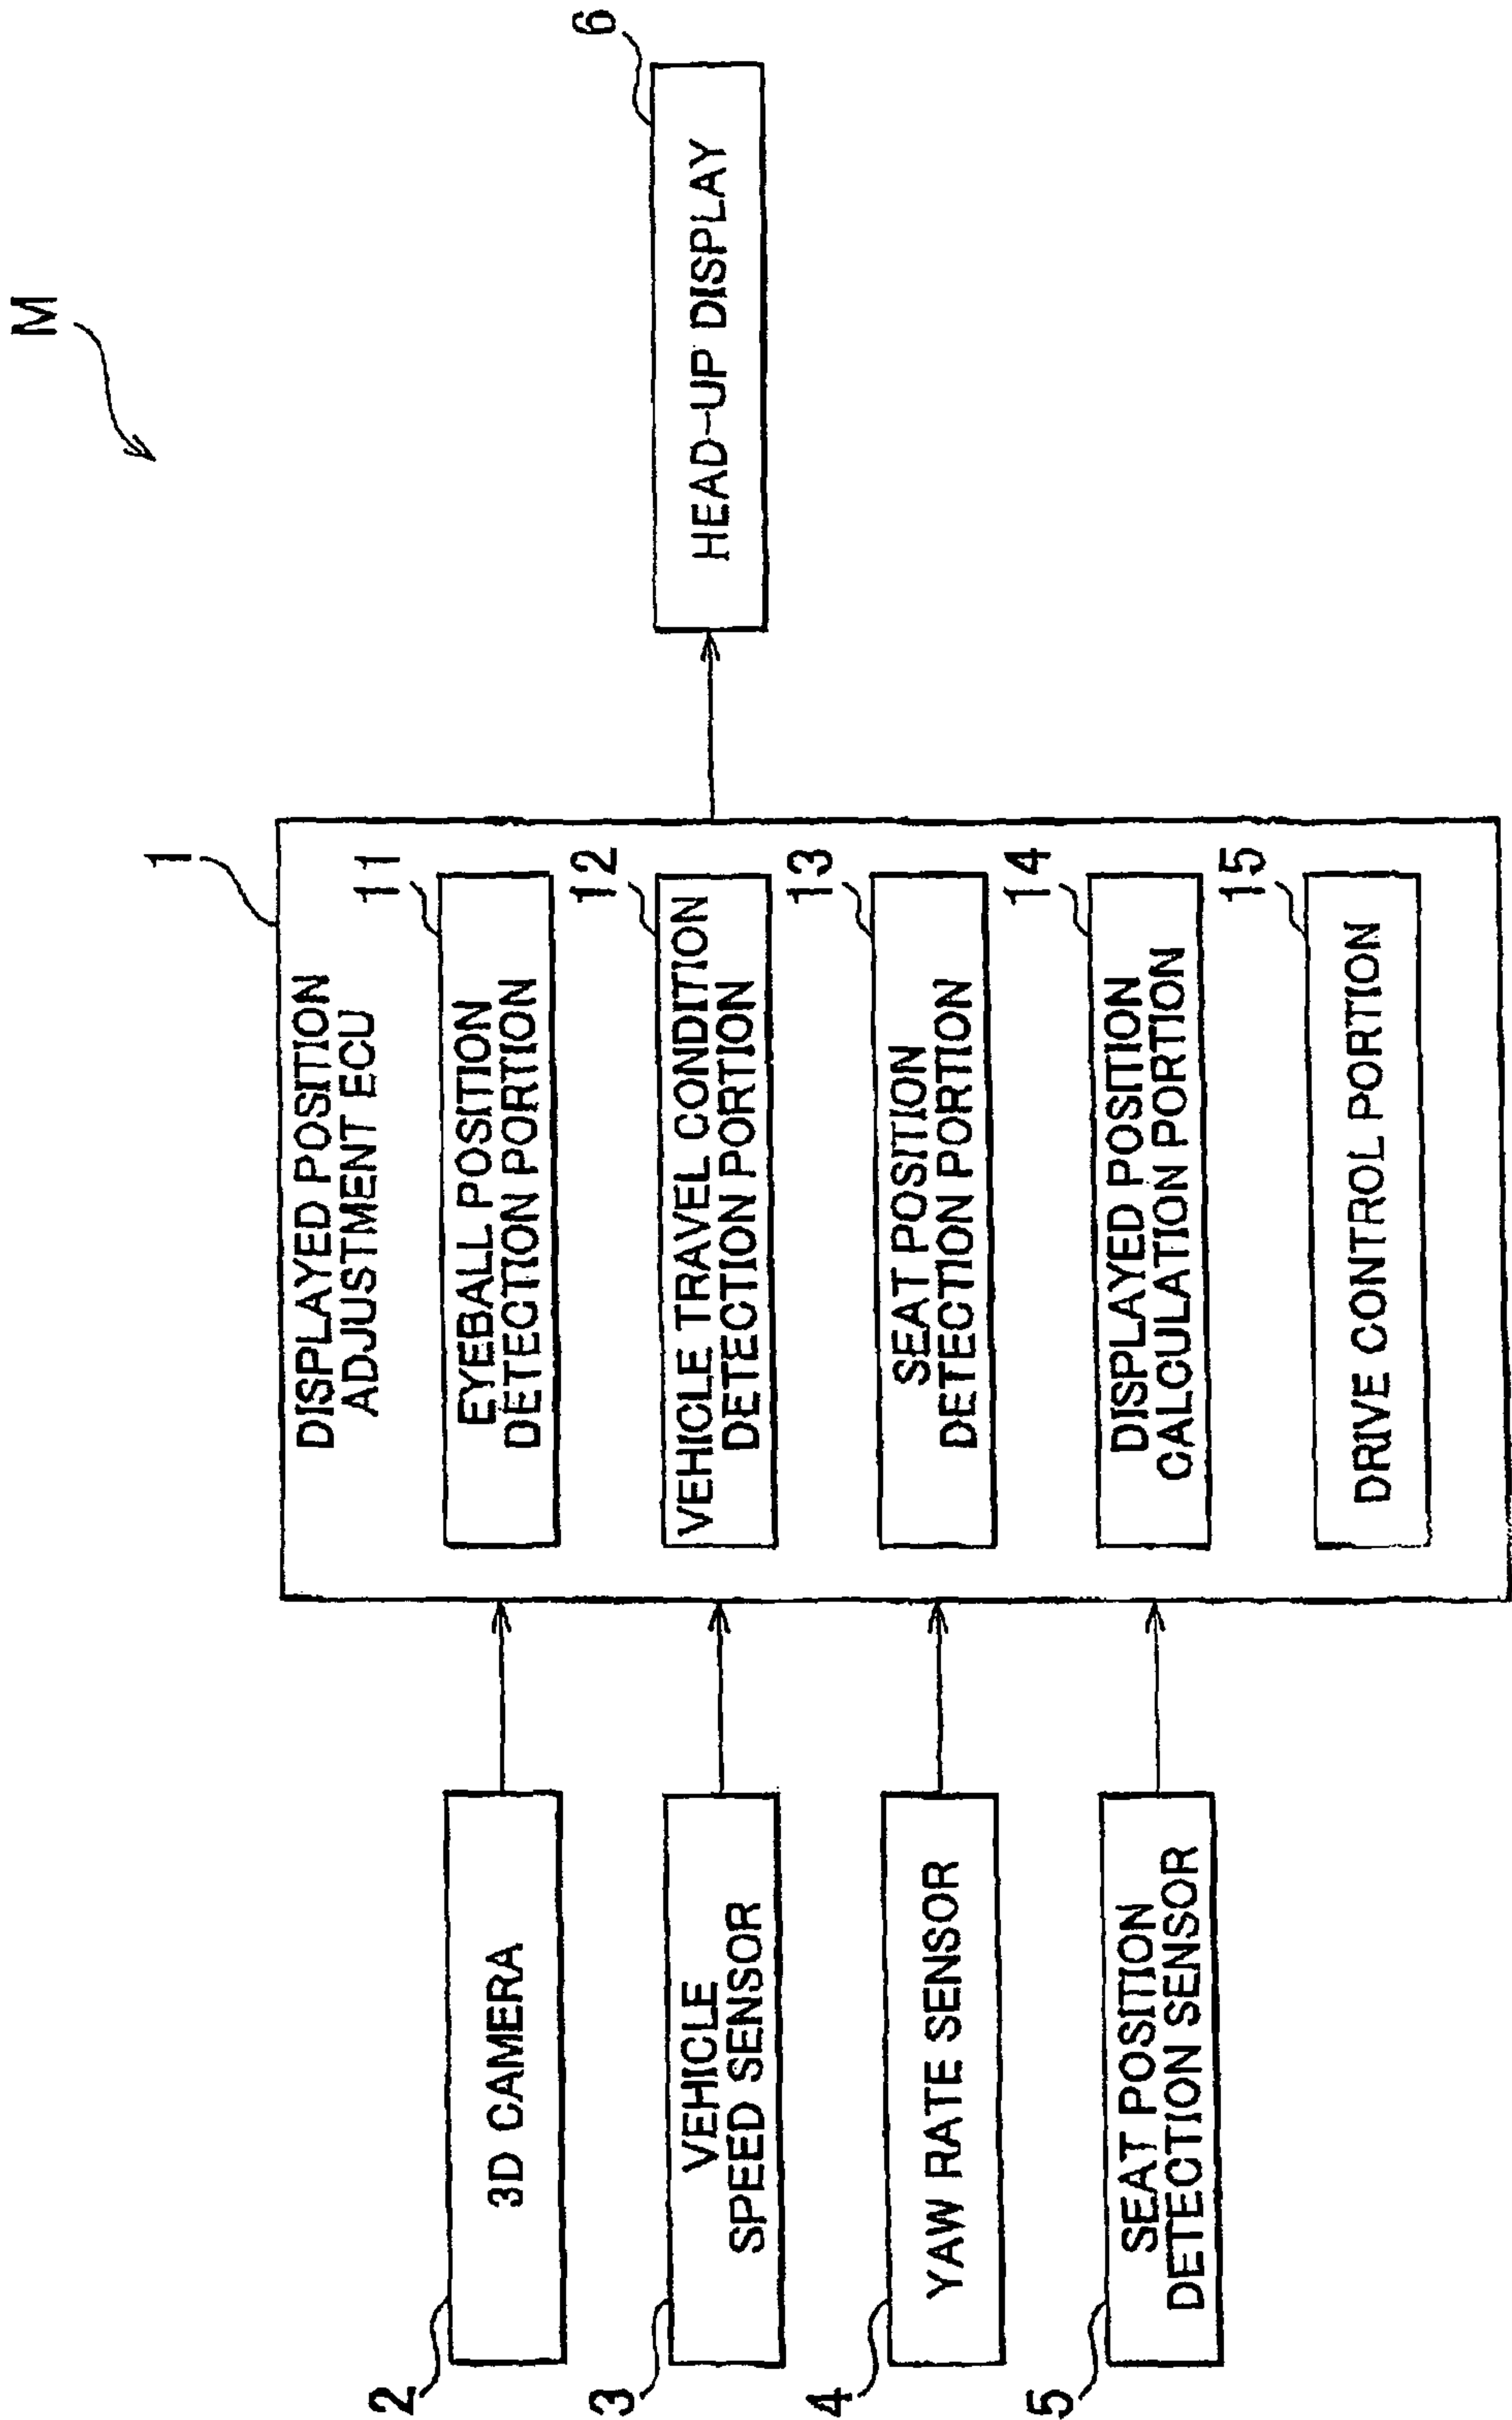 M
1
DISPLAYED POSITION
ADJUSTMENT ECU
2
3D CAMERA
11
EYEBALL POSITION
DETECTION PORTION
6
HEAD-UP DISPLAY
3
VEHICLE
SPEED SENSOR
12
VEHICLE TRAVEL CONDITION
DETECTION PORTION
4
YAW RATE SENSOR
13
SEAT POSITION
DETECTION PORTION
5
SEAT POSITION
DETECTION SENSOR
14
DISPLAYED POSITION
CALCULATION PORTION
15
DRIVE CONTROL PORTION